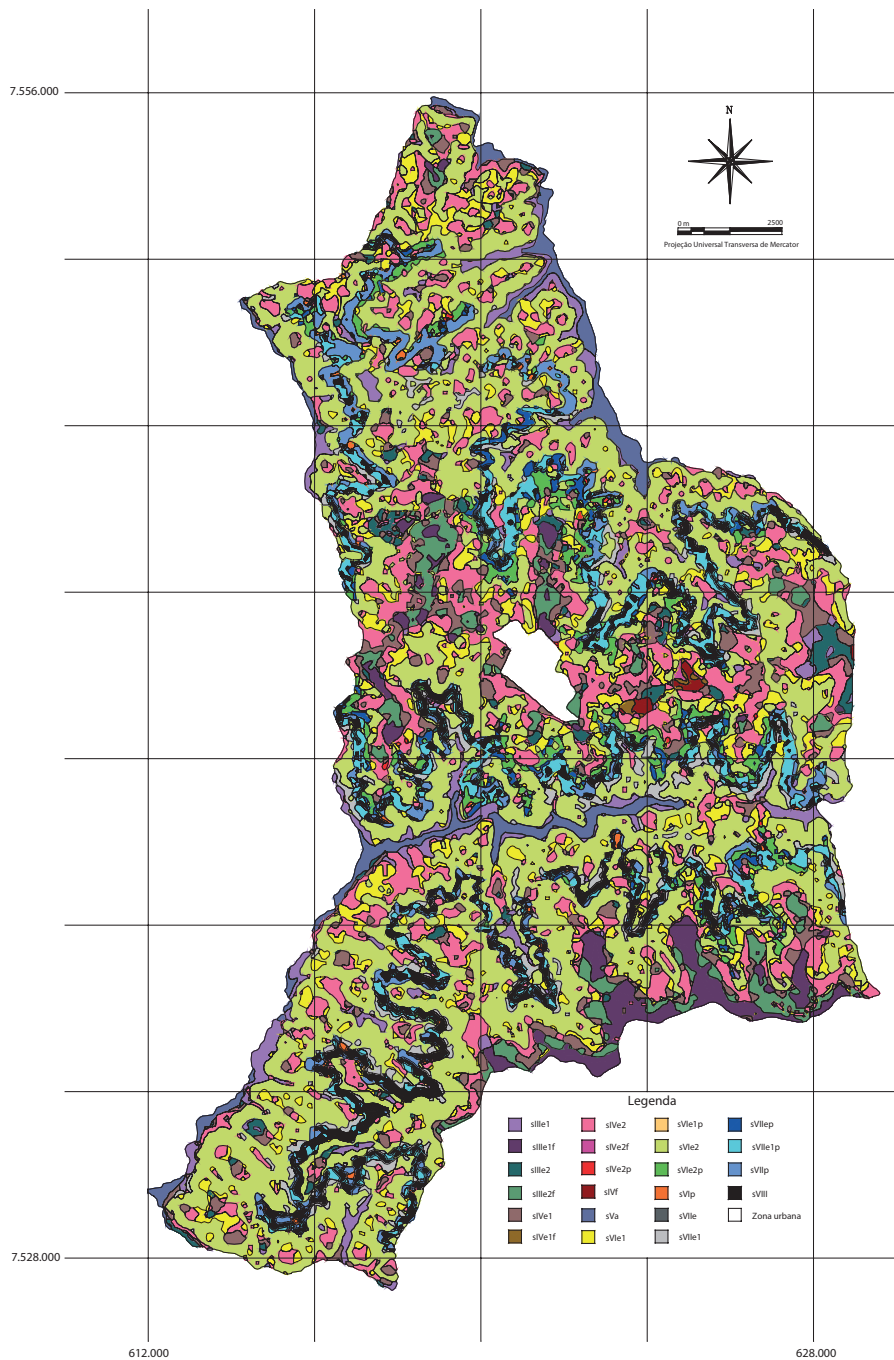 7.556.000
N
0 m 2500
Projeção Universal Transversa de Mercator
Legenda
sIIIe1
sIIIe1f
sIIIe2
sIIIe2f
sIVe1
sIVe1f
sIVe2
sIVe2f
sIVe2p
sIVf
sVa
sVIe1
sVIe1p
sVIe2
sVIe2p
sVIp
sVIIe
sVIIe1
sVIIep
sVIIe1p
sVIIp
sVIII
Zona urbana
7.528.000
612.000 628.000